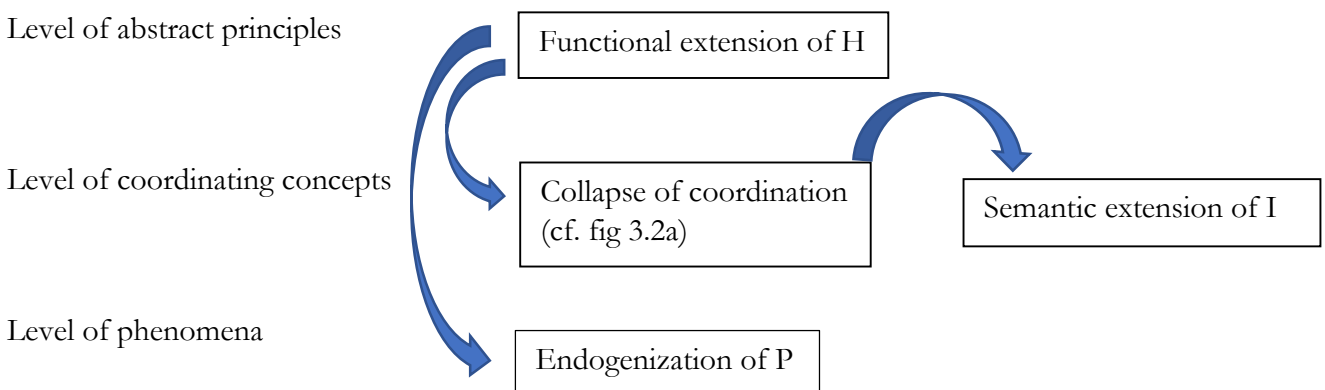 Level of abstract principles
Functional extension of H
Level of coordinating concepts
Collapse of coordination
(cf. fig 3.2a)
Semantic extension of I
Level of phenomena
Endogenization of P